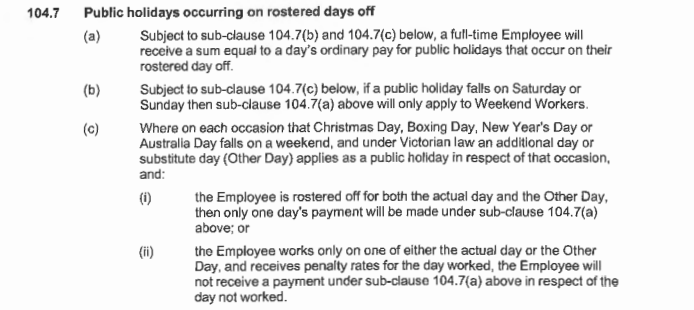 104.7 Public holidays occurring on rostered days off
(a) Subject to sub-clause 104.7(b) and 104.7(c) below, a full-time Employee will
receive a sum equal to a day's ordinary pay for public holidays that occur on their
rostered day off.
(b) Subject to sub-clause 104.7(c) below, if a public holiday falls on Saturday or
Sunday then sub-clause 104.7(a) above will only apply to Weekend Workers.
(c) Where on each occasion that Christmas Day, Boxing Day, New Year's Day or
Australia Day falls on a weekend, and under Victorian law an additional day or
substitute day (Other Day) applies as a public holiday in respect of that occasion,
and:
(i) the Employee is rostered off for both the actual day and the Other Day,
then only one day's payment will be made under sub-clause 104.7(a)
above; or
(ii) the Employee works only on one of either the actual day or the Other
Day, and receives penalty rates for the day worked, the Employee will
not receive a payment under sub-clause 104.7(a) above in respect of the
day not worked.